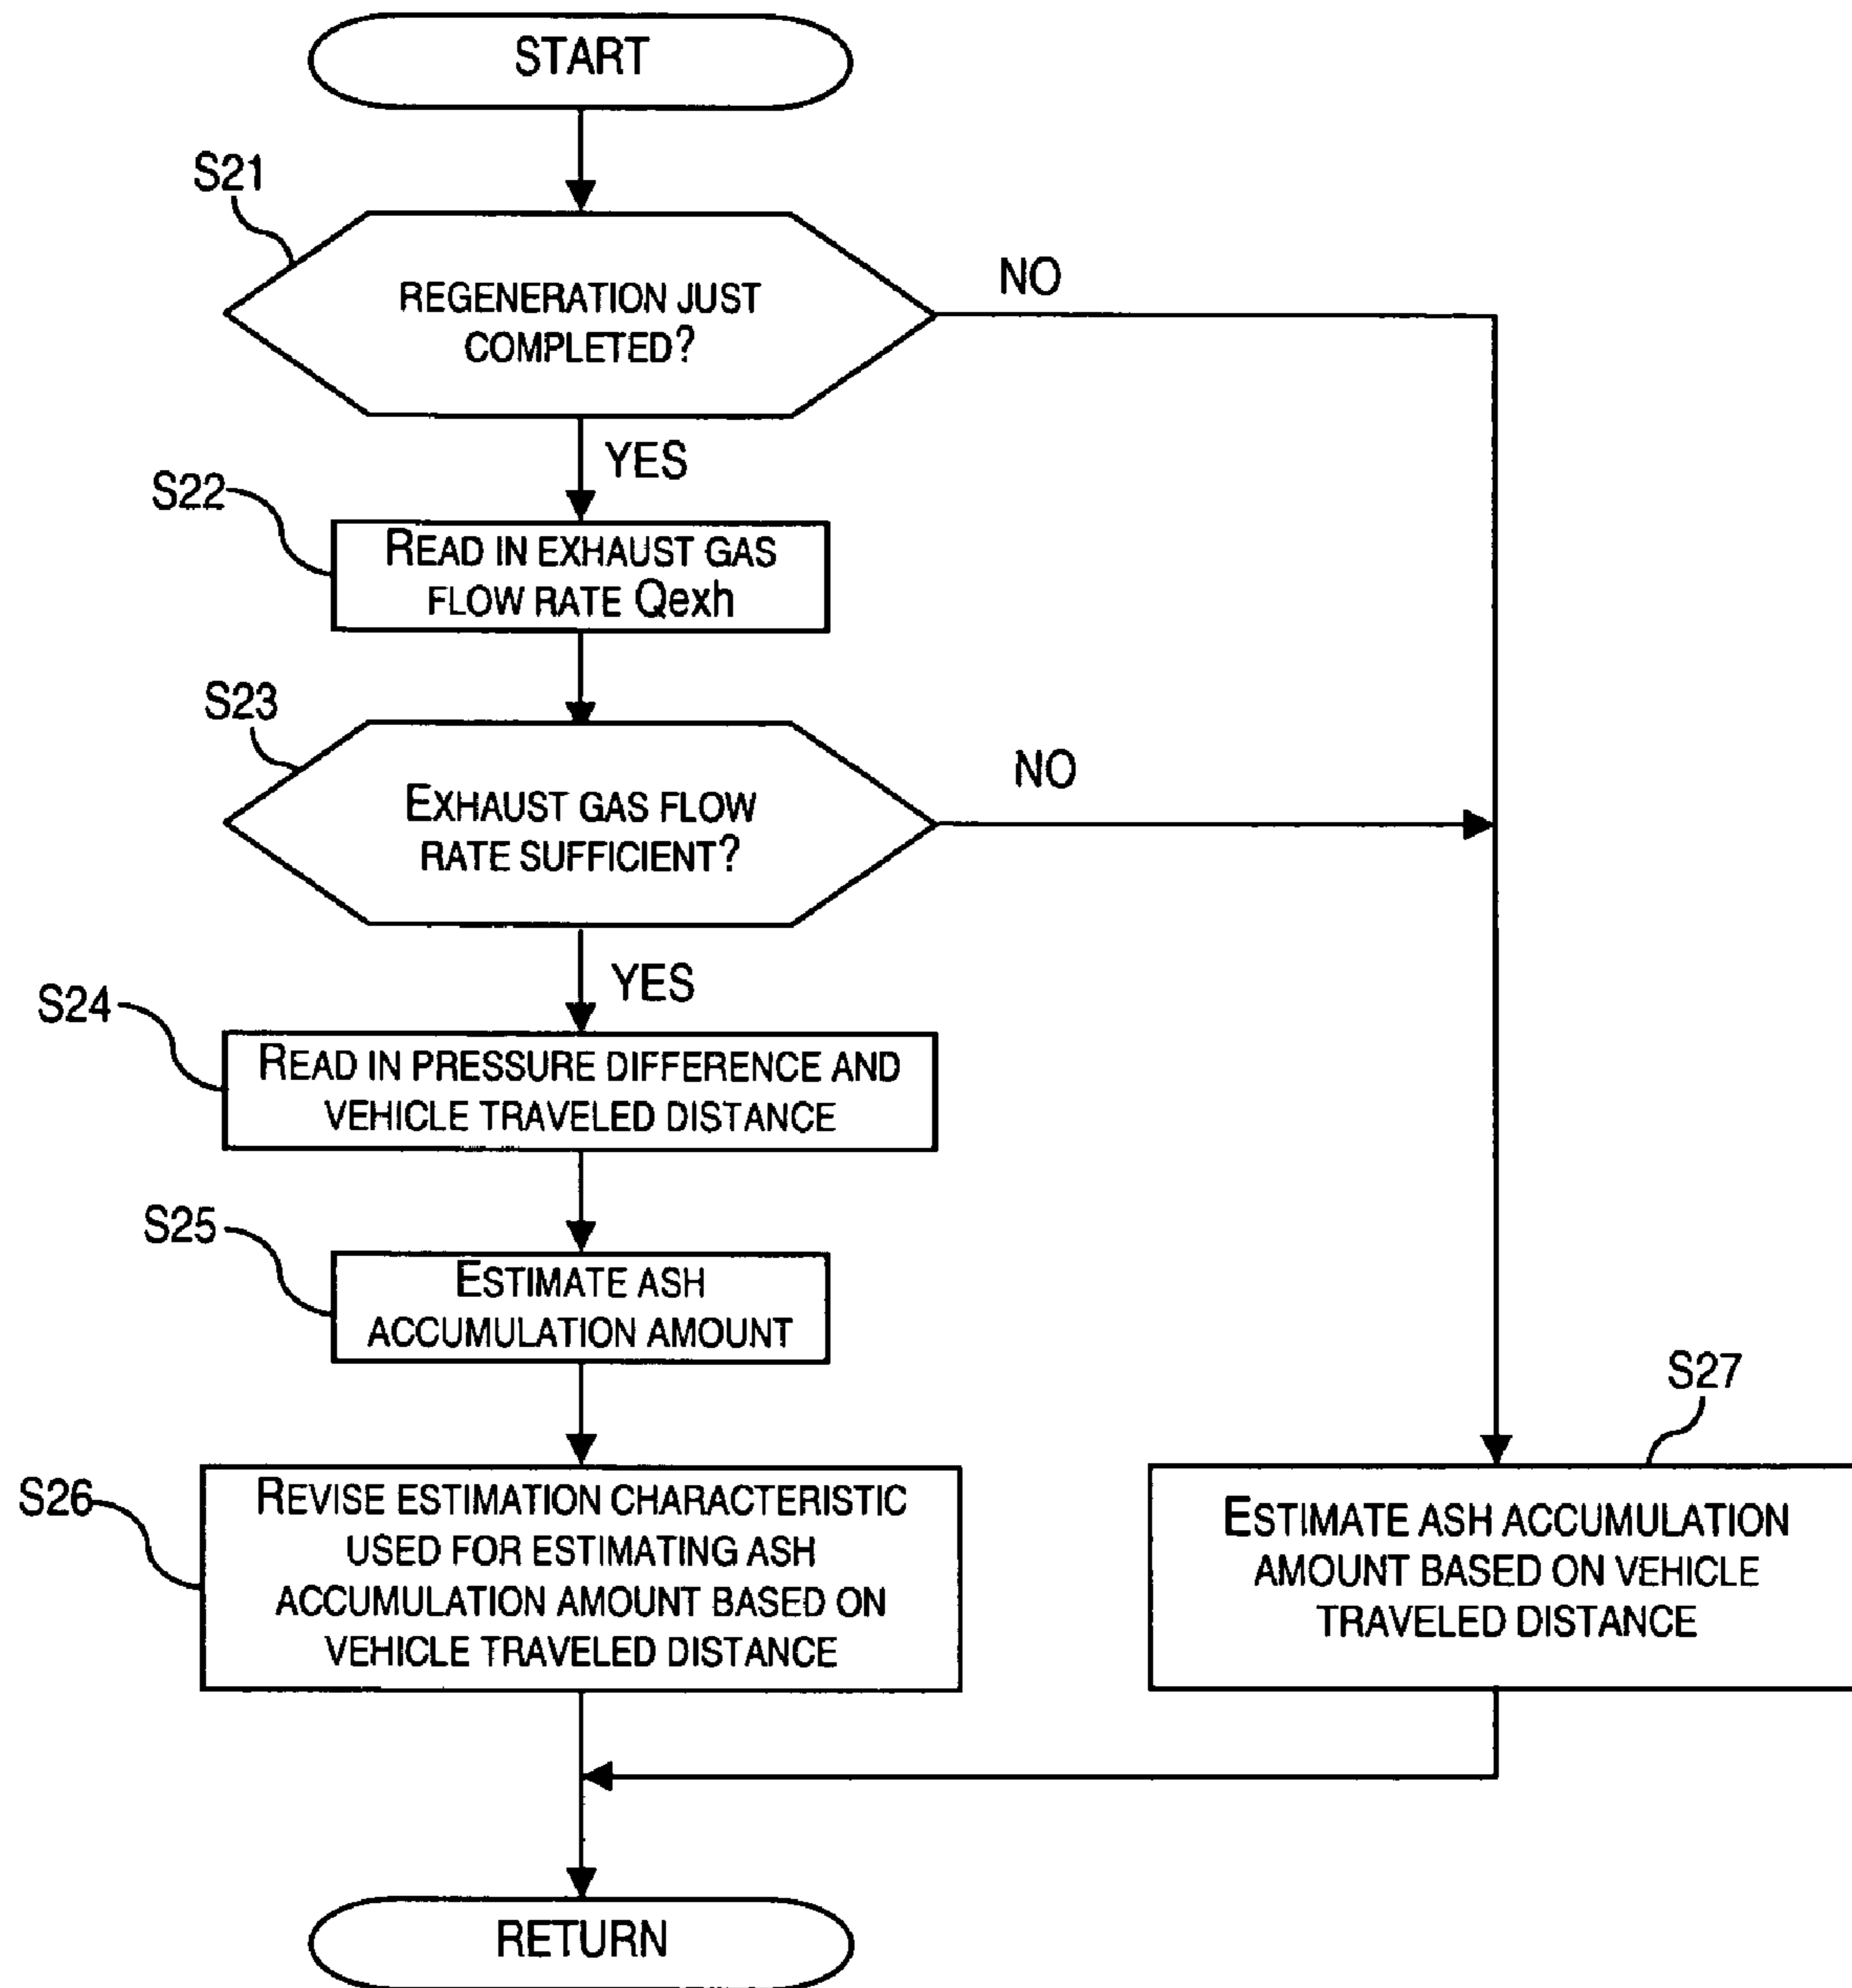 START
S21
REGENERATION JUST
COMPLETED?
NO
YES
S22
READ IN EXHAUST GAS
FLOW RATE Qexh
S23
EXHAUST GAS FLOW
RATE SUFFICIENT?
NO
YES
S24
READ IN PRESSURE DIFFERENCE AND
VEHICLE TRAVELED DISTANCE
S25
ESTIMATE ASH
ACCUMULATION AMOUNT
S26
REVISE ESTIMATION CHARACTERISTIC
USED FOR ESTIMATING ASH
ACCUMULATION AMOUNT BASED ON
VEHICLE TRAVELED DISTANCE
S27
ESTIMATE ASH ACCUMULATION
AMOUNT BASED ON VEHICLE
TRAVELED DISTANCE
RETURN